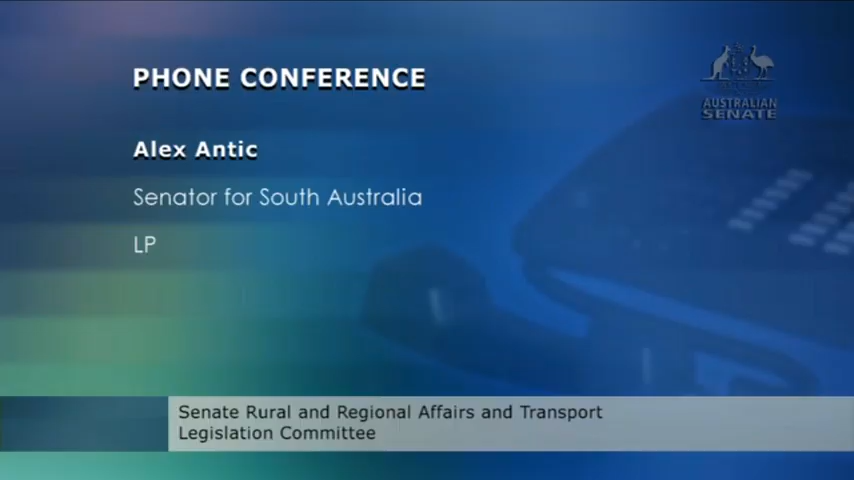 PHONE CONFERENCE
AUSTRALIAN
SENATE
Alex Antic
Senator for South Australia
LP
Senate Rural and Regional Affairs and Transport
Legislation Committee